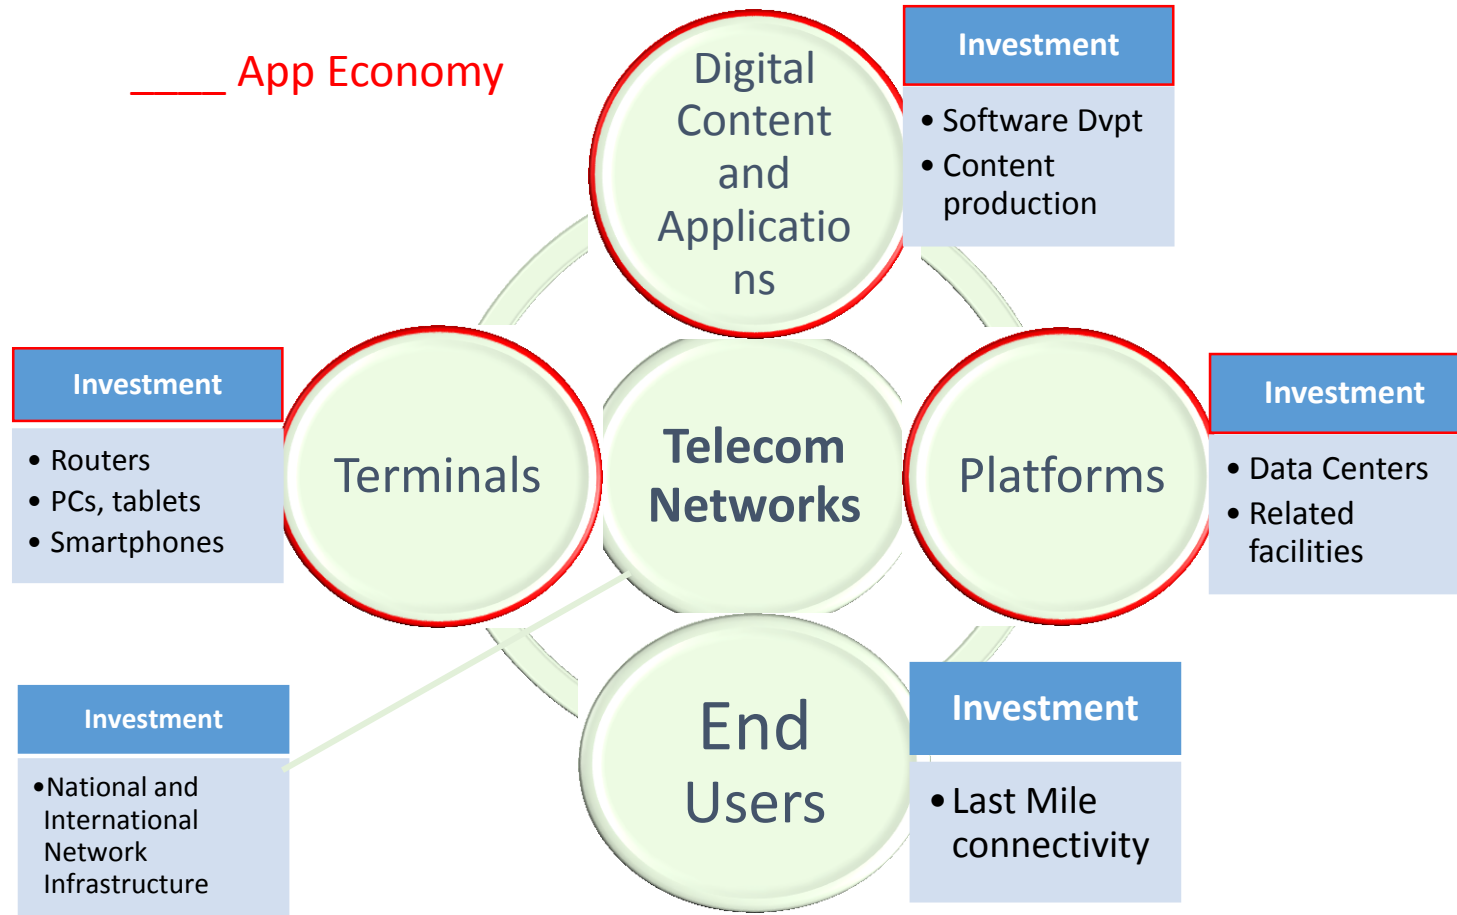 ____ App Economy
Digital
Content
and
Applicatio
ns
Investment
• Software Dvpt
• Content
production
Investment
• Routers
• PCs, tablets
• Smartphones
Terminals
Telecom
Networks
Platforms
Investment
• Data Centers
• Related
facilities
Investment
•National and
International
Network
Infrastructure
End
Users
Investment
• Last Mile
connectivity